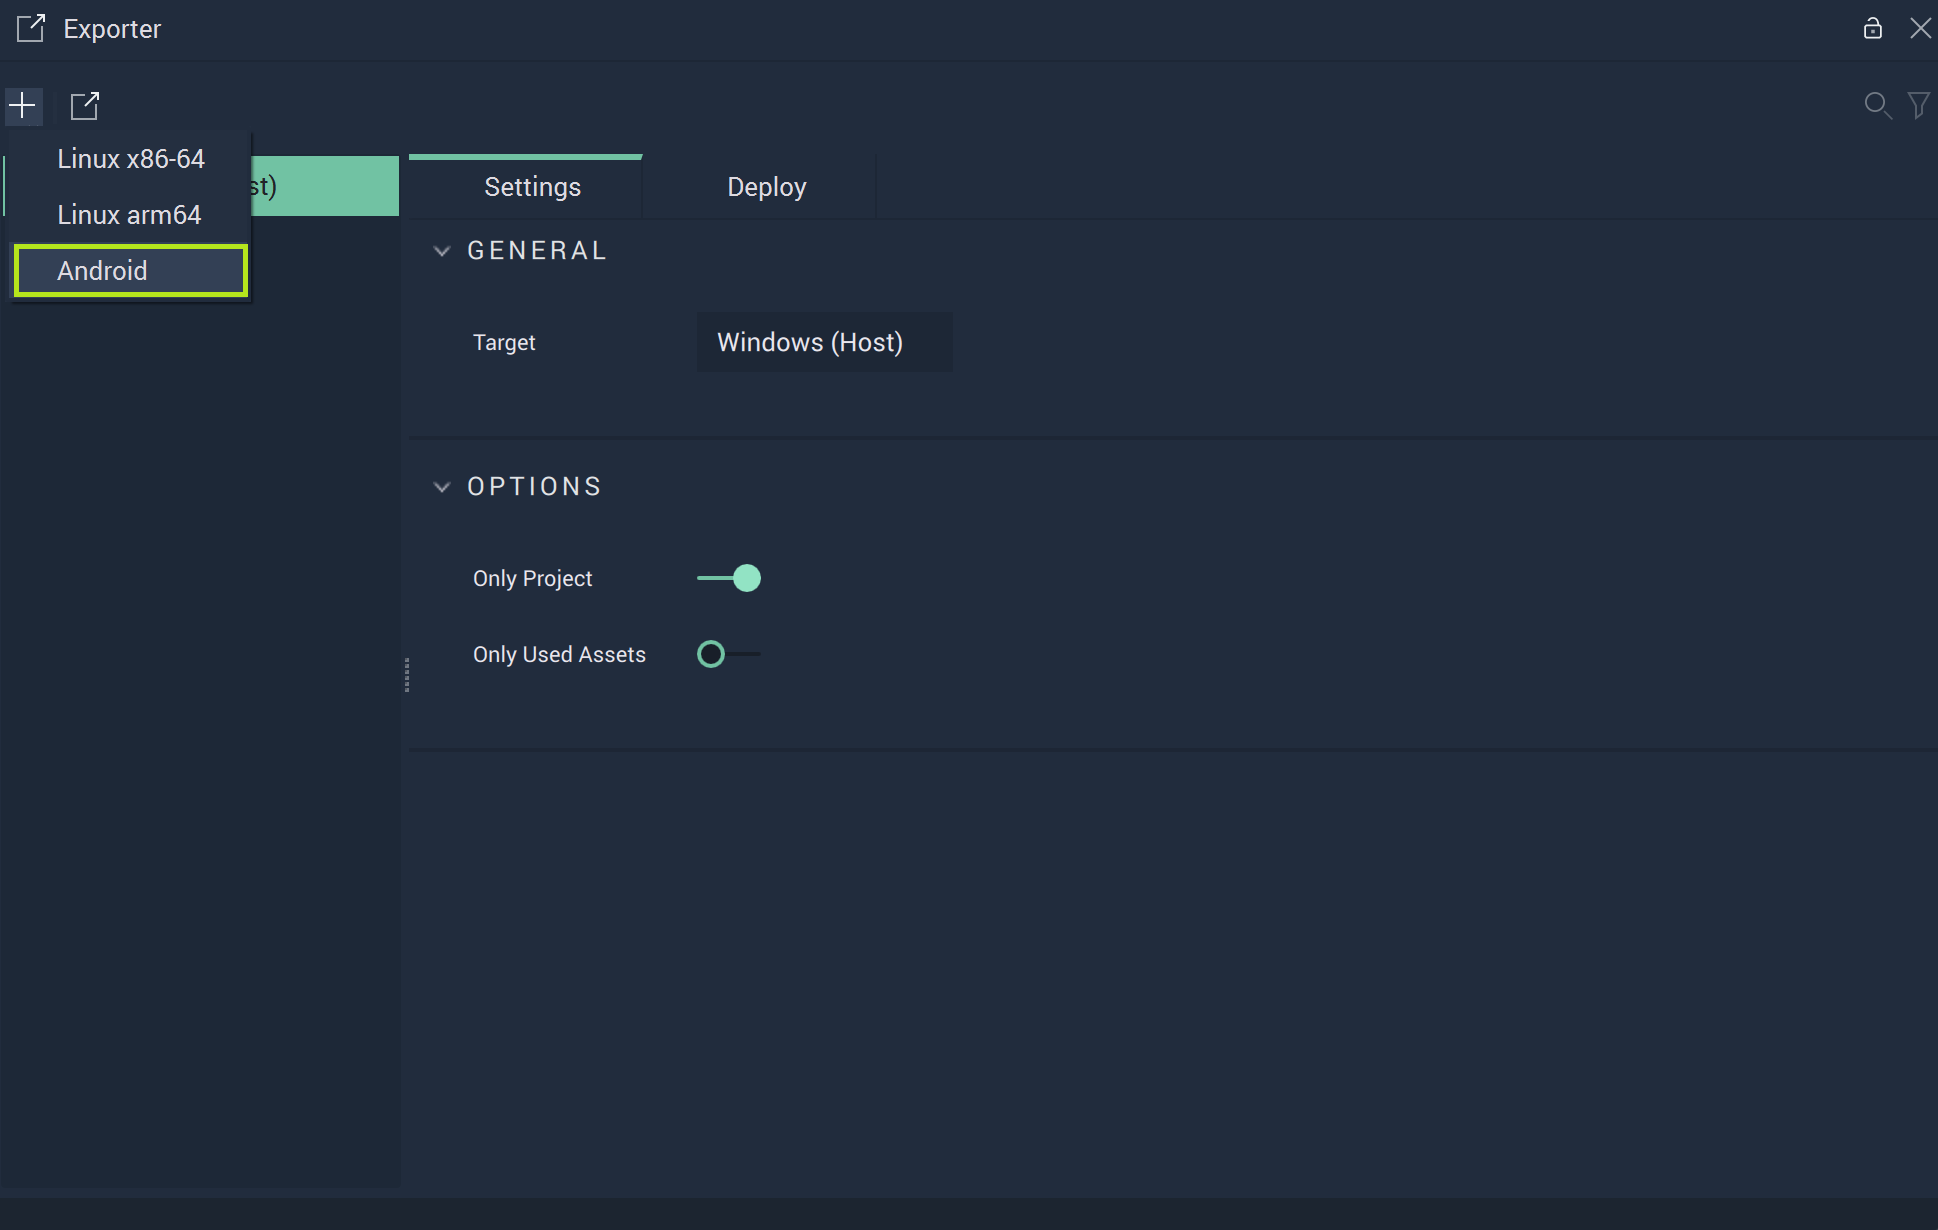 Exporter
Linux x86-64
st)
Linux arm64
Android
Settings
Deploy
GENERAL
Target
Windows (Host)
OPTIONS
Only Project
Only Used Assets